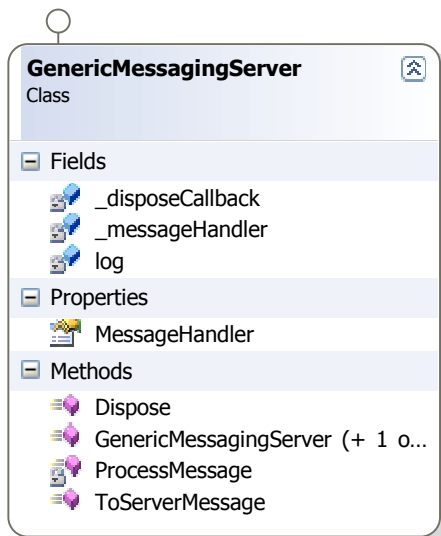 GenericMessagingServer
Class
Fields
_disposeCallback
_messageHandler
log
Properties
MessageHandler
Methods
Dispose
GenericMessagingServer (+ 1 o...
ProcessMessage
ToServerMessage